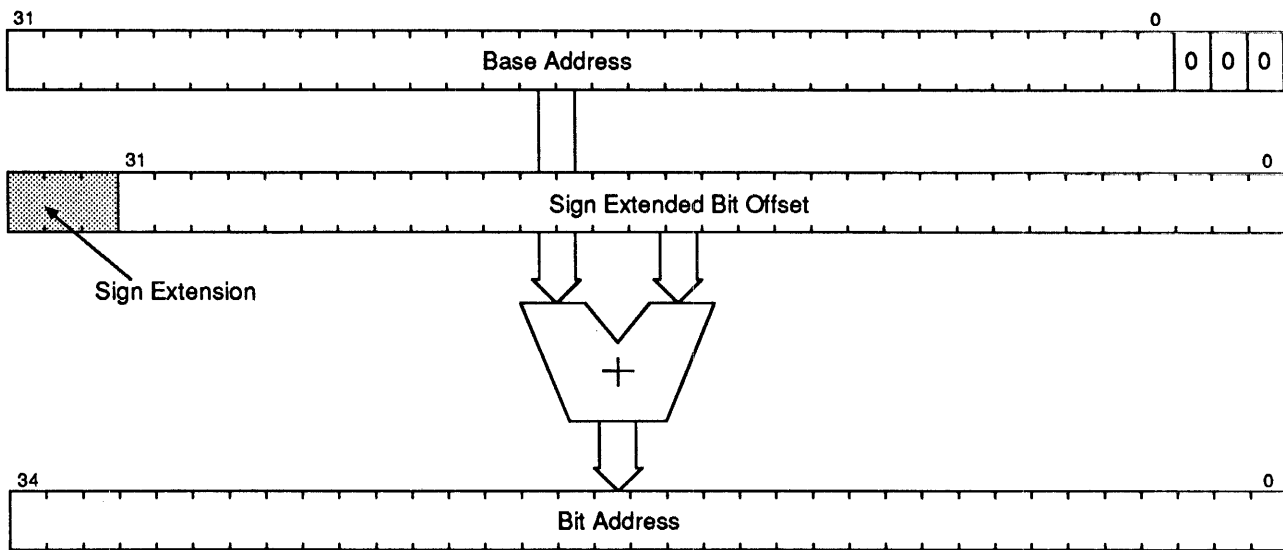 31 0
Base Address 0 0 0
31 0
Sign Extended Bit Offset
Sign Extension
+
34 0
Bit Address